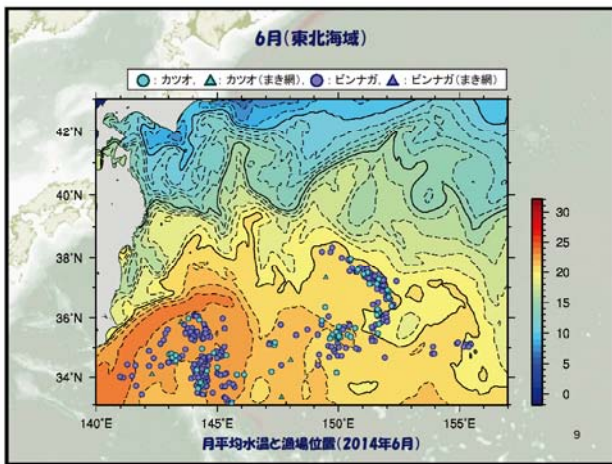 6月(東北海域)
●:カツオ, ▲:カツオ(まき網), ●:ビンナガ, ▲:ビンナガ(まき網)
42°N
40°N
38°N
36°N
34°N
140°E
145°E
150°E
155°E
30
25
20
15
10
5
0
月平均水温と漁場位置(2014年6月)
9